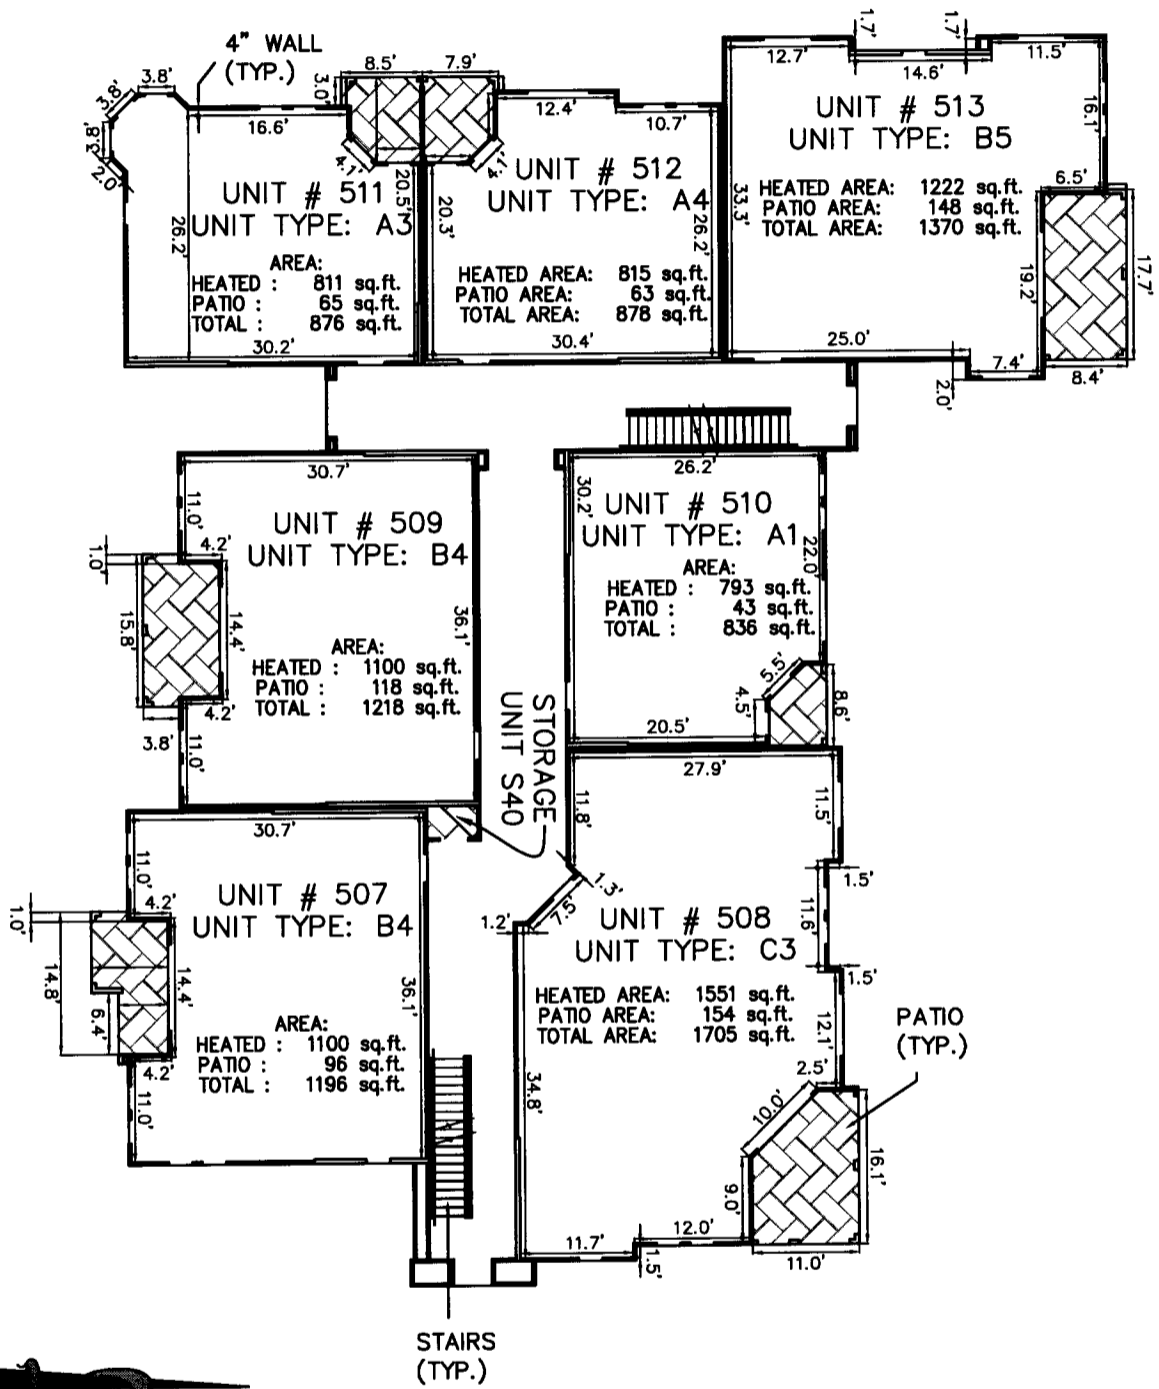 4" WALL
(TYP.)
3.8'
3.8'
3.8'
2.0'
16.6'
3.0'
8.5'
7.9'
4.1'
4.1'
12.4'
10.7'
1.7'
1.7'
12.7'
14.6'
11.5'
16.1'
UNIT # 511
UNIT TYPE: A3
AREA:
HEATED : 811 sq.ft.
PATIO : 65 sq.ft.
TOTAL : 876 sq.ft.
26.2'
20.5'
30.2'
UNIT # 512
UNIT TYPE: A4
HEATED AREA: 815 sq.ft.
PATIO AREA: 63 sq.ft.
TOTAL AREA: 878 sq.ft.
20.3'
26.2'
30.4'
UNIT # 513
UNIT TYPE: B5
HEATED AREA: 1222 sq.ft.
PATIO AREA: 148 sq.ft.
TOTAL AREA: 1370 sq.ft.
33.3'
6.5'
19.2'
17.7'
25.0'
7.4'
8.4'
2.0'
30.7'
11.0'
UNIT # 509
UNIT TYPE: B4
4.2'
1.0'
15.8'
14.4'
36.1'
AREA:
HEATED : 1100 sq.ft.
PATIO : 118 sq.ft.
TOTAL : 1218 sq.ft.
4.2'
3.8'
11.0'
26.2'
30.2'
UNIT # 510
UNIT TYPE: A1
22.0'
AREA:
HEATED : 793 sq.ft.
PATIO : 43 sq.ft.
TOTAL : 836 sq.ft.
5.5'
4.5'
8.6'
20.5'
STORAGE
UNIT S40
30.7'
11.0'
UNIT # 507
UNIT TYPE: B4
4.2'
1.0'
14.8'
14.4'
6.4'
36.1'
AREA:
HEATED : 1100 sq.ft.
PATIO : 96 sq.ft.
TOTAL : 1196 sq.ft.
4.2'
11.0'
27.9'
11.8'
11.5'
1.3'
7.5'
1.2'
1.5'
11.6'
1.5'
UNIT # 508
UNIT TYPE: C3
HEATED AREA: 1551 sq.ft.
PATIO AREA: 154 sq.ft.
TOTAL AREA: 1705 sq.ft.
12.1'
2.5'
34.8'
10.0'
9.0'
16.1'
11.7'
12.0'
1.5'
11.0'
PATIO
(TYP.)
STAIRS
(TYP.)